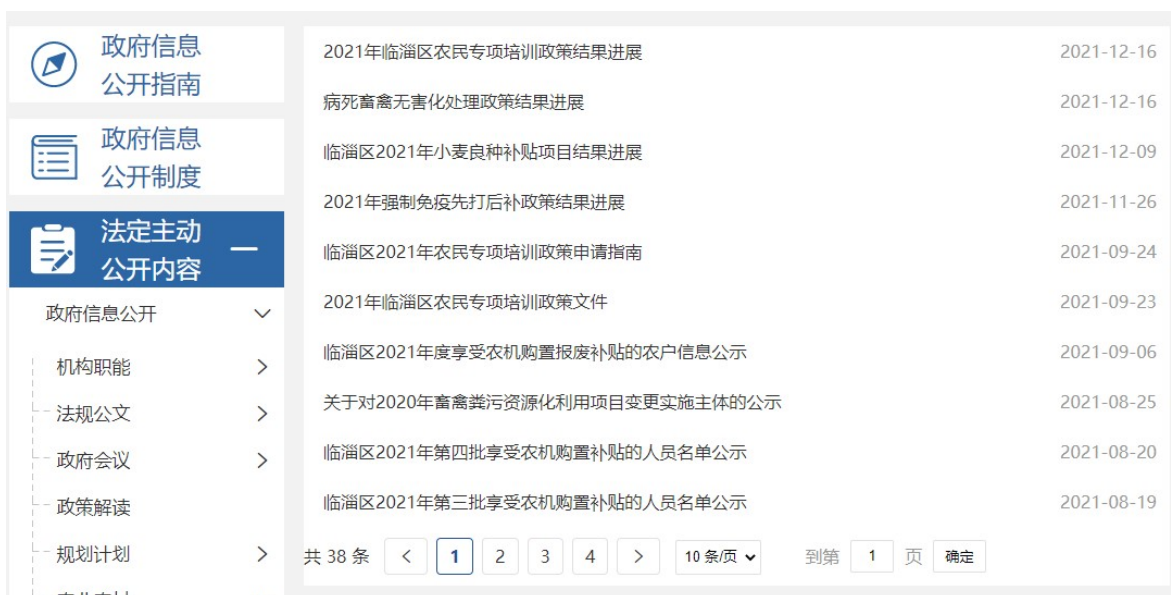 政府信息
公开指南
政府信息
公开制度
法定主动
公开内容
政府信息公开
机构职能
法规公文
政府会议
政策解读
规划计划
2021年临淄区农民专项培训政策结果进展 2021-12-16
病死畜禽无害化处理政策结果进展 2021-12-16
临淄区2021年小麦良种补贴项目结果进展 2021-12-09
2021年强制免疫先打后补政策结果进展 2021-11-26
临淄区2021年农民专项培训政策申请指南 2021-09-24
2021年临淄区农民专项培训政策文件 2021-09-23
临淄区2021年度享受农机购置报废补贴的农户信息公示 2021-09-06
关于对2020年畜禽粪污资源化利用项目变更实施主体的公示 2021-08-25
临淄区2021年第四批享受农机购置补贴的人员名单公示 2021-08-20
临淄区2021年第三批享受农机购置补贴的人员名单公示 2021-08-19
共 38 条 < 1 2 3 4 > 10 条/页 到第 1 页 确定